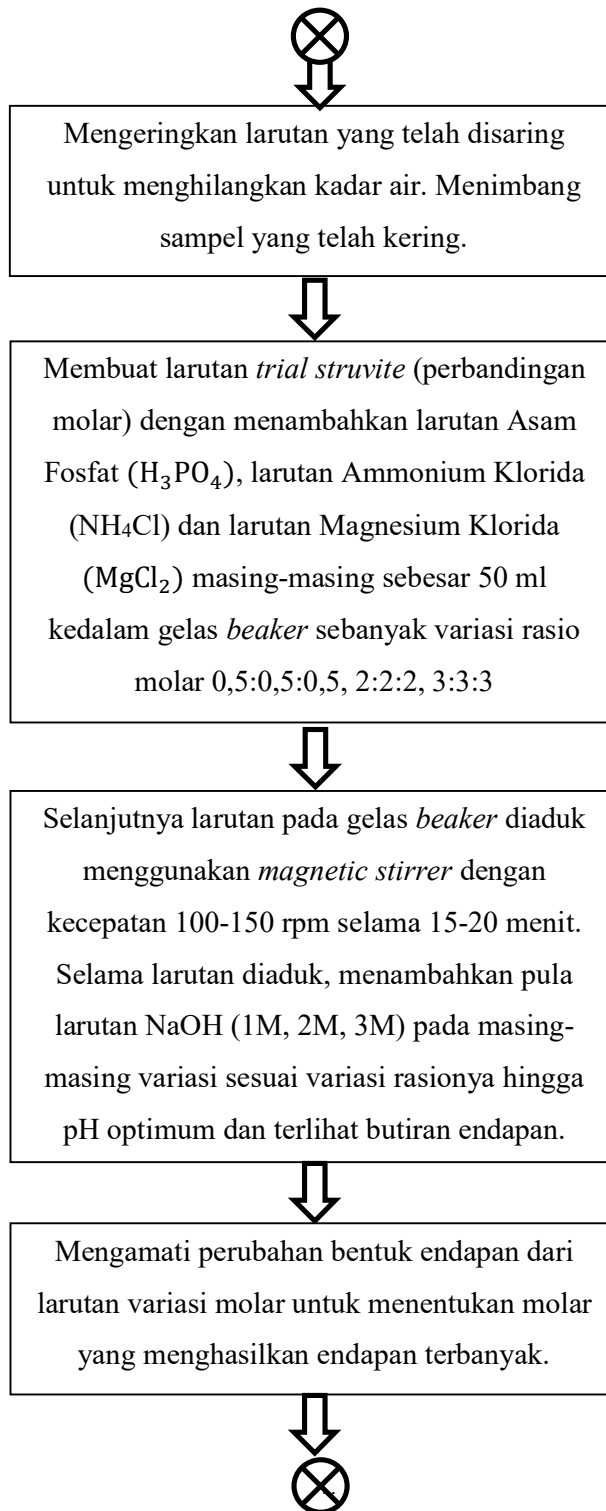 Mengeringkan larutan yang telah disaring
untuk menghilangkan kadar air. Menimbang
sampel yang telah kering.
Membuat larutan trial struvite (perbandingan
molar) dengan menambahkan larutan Asam
Fosfat (H₃PO₄), larutan Ammonium Klorida
(NH₄Cl) dan larutan Magnesium Klorida
(MgCl₂) masing-masing sebesar 50 ml
kedalam gelas beaker sebanyak variasi rasio
molar 0,5:0,5:0,5, 2:2:2, 3:3:3
Selanjutnya larutan pada gelas beaker diaduk
menggunakan magnetic stirrer dengan
kecepatan 100-150 rpm selama 15-20 menit.
Selama larutan diaduk, menambahkan pula
larutan NaOH (1M, 2M, 3M) pada masing-
masing variasi sesuai variasi rasionya hingga
pH optimum dan terlihat butiran endapan.
Mengamati perubahan bentuk endapan dari
larutan variasi molar untuk menentukan molar
yang menghasilkan endapan terbanyak.